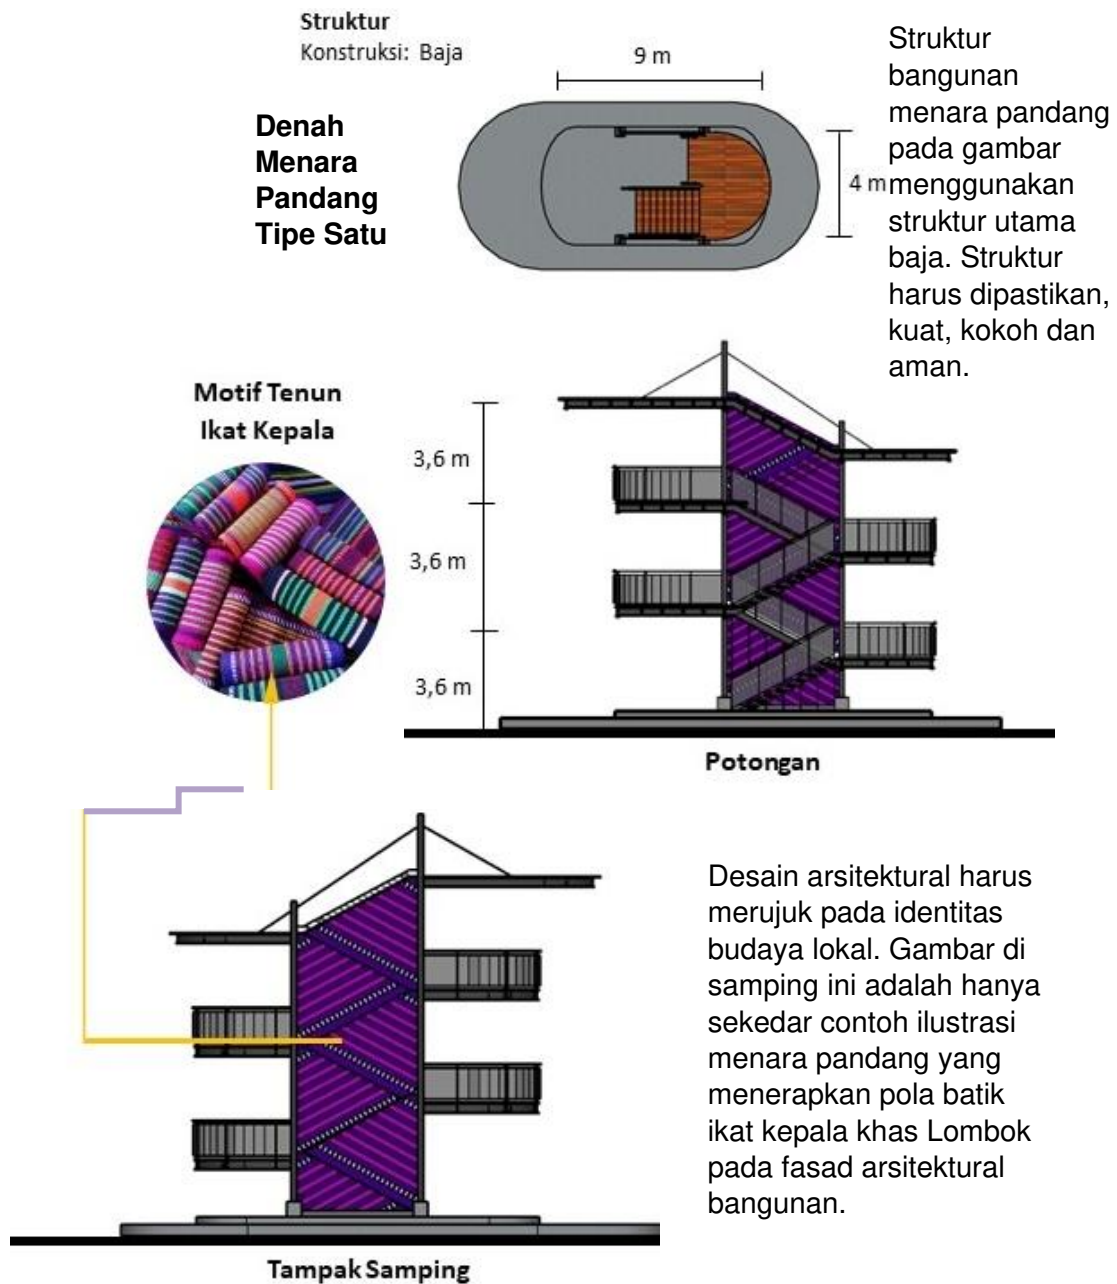 Struktur
Konstruksi: Baja
9 m
Denah
Menara
Pandang
Tipe Satu
4 m
Struktur
bangunan
menara pandang
pada gambar
menggunakan
struktur utama
baja. Struktur
harus dipastikan,
kuat, kokoh dan
aman.
Motif Tenun
Ikat Kepala
3,6 m
3,6 m
3,6 m
Potongan
Desain arsitektural harus
merujuk pada identitas
budaya lokal. Gambar di
samping ini adalah hanya
sekedar contoh ilustrasi
menara pandang yang
menerapkan pola batik
ikat kepala khas Lombok
pada fasad arsitektural
bangunan.
Tampak Samping